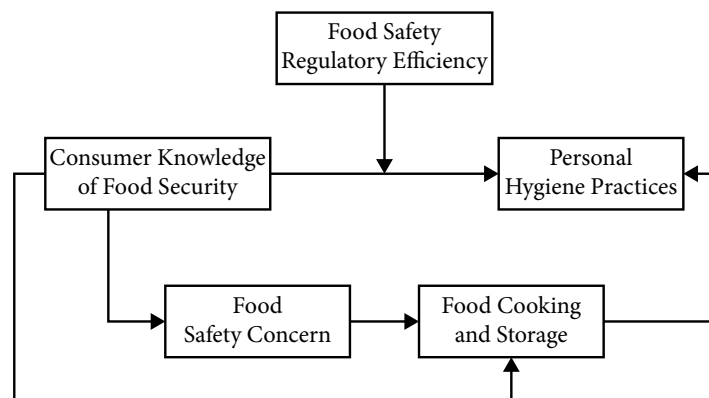 Food Safety
Regulatory Efficiency
Consumer Knowledge
of Food Security
Personal
Hygiene Practices
Food
Safety Concern
Food Cooking
and Storage